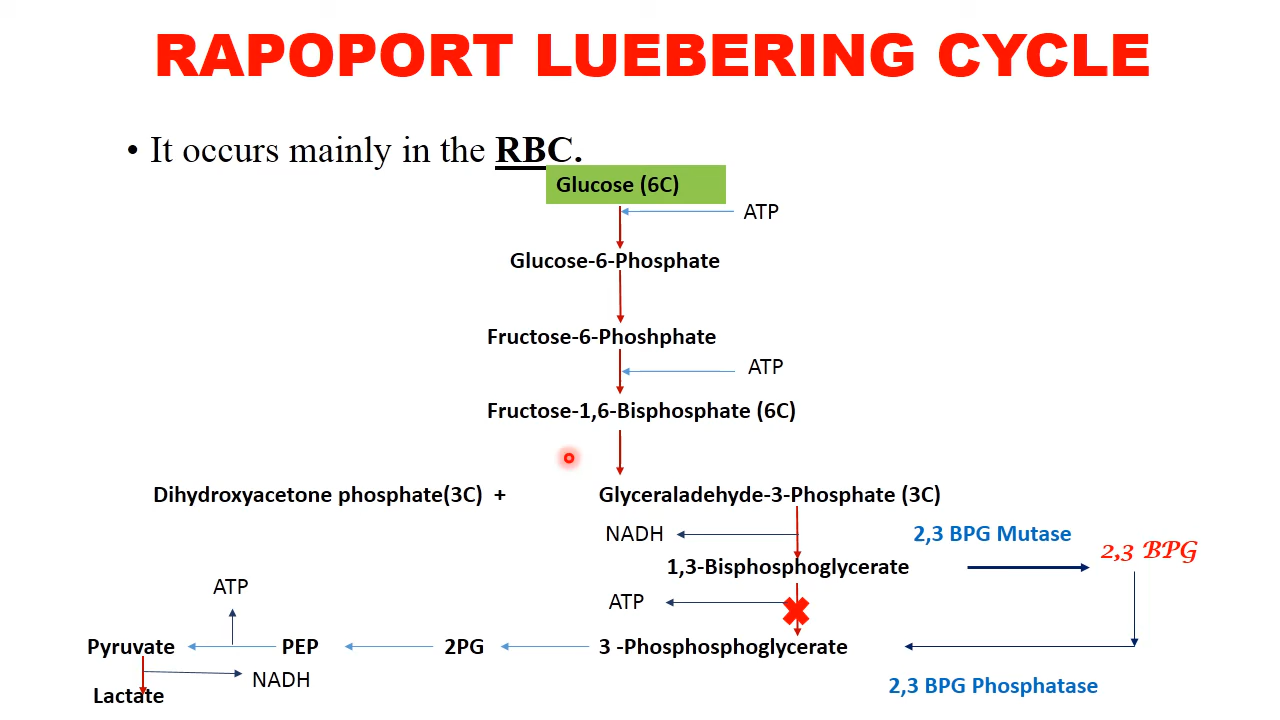 RAPOPORT LUEBERING CYCLE
• It occurs mainly in the RBC.
Glucose (6C)
ATP
Glucose-6-Phosphate
Fructose-6-Phoshphate
ATP
Fructose-1,6-Bisphosphate (6C)
Dihydroxyacetone phosphate(3C) +
Glyceraladehyde-3-Phosphate (3C)
NADH
2,3 BPG Mutase
2,3 BPG
1,3-Bisphosphoglycerate
ATP
ATP
Pyruvate
PEP
2PG
3 -Phosphosphoglycerate
NADH
2,3 BPG Phosphatase
Lactate